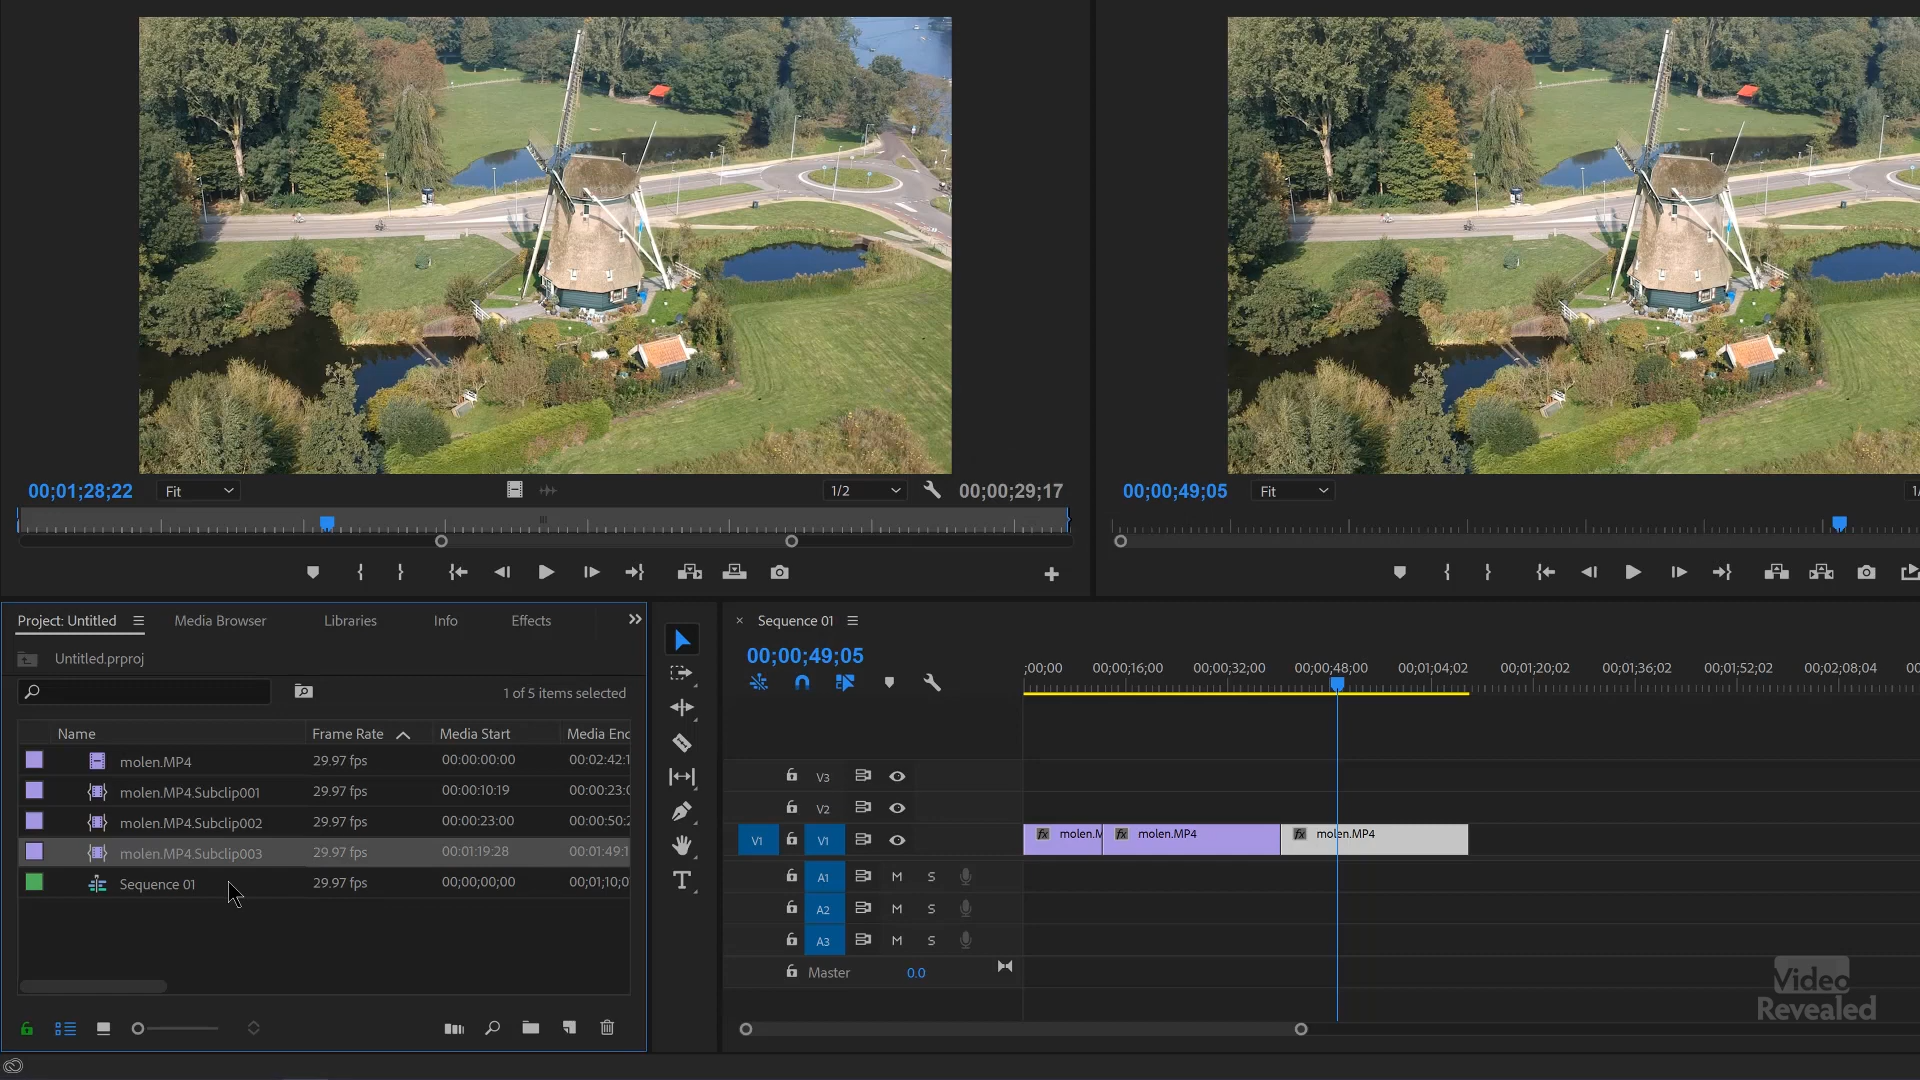 00;01;28;22 Fit 1/2 00;00;29;17
00;00;49;05 Fit
Project: Untitled Media Browser Libraries Info Effects
Untitled.prproj
1 of 5 items selected
Name Frame Rate Media Start Media End
molen.MP4 29.97 fps 00:00:00:00 00:02:42:1
molen.MP4.Subclip001 29.97 fps 00:00:10:19 00:00:23:0
molen.MP4.Subclip002 29.97 fps 00:00:23:00 00:00:50:2
molen.MP4.Subclip003 29.97 fps 00:01:19:28 00:01:49:1
Sequence 01 29.97 fps 00;00;00;00 00;01;10;0
× Sequence 01
00;00;49;05
;00;00 00;00;16;00 00;00;32;00 00;00;48;00 00;01;04;02 00;01;20;02 00;01;36;02 00;01;52;02 00;02;08;04 00
V3
V2
V1 V1 fx molen.M fx molen.MP4 fx molen.MP4
A1 M S
A2 M S
A3 M S
Master 0.0
Video
Revealed